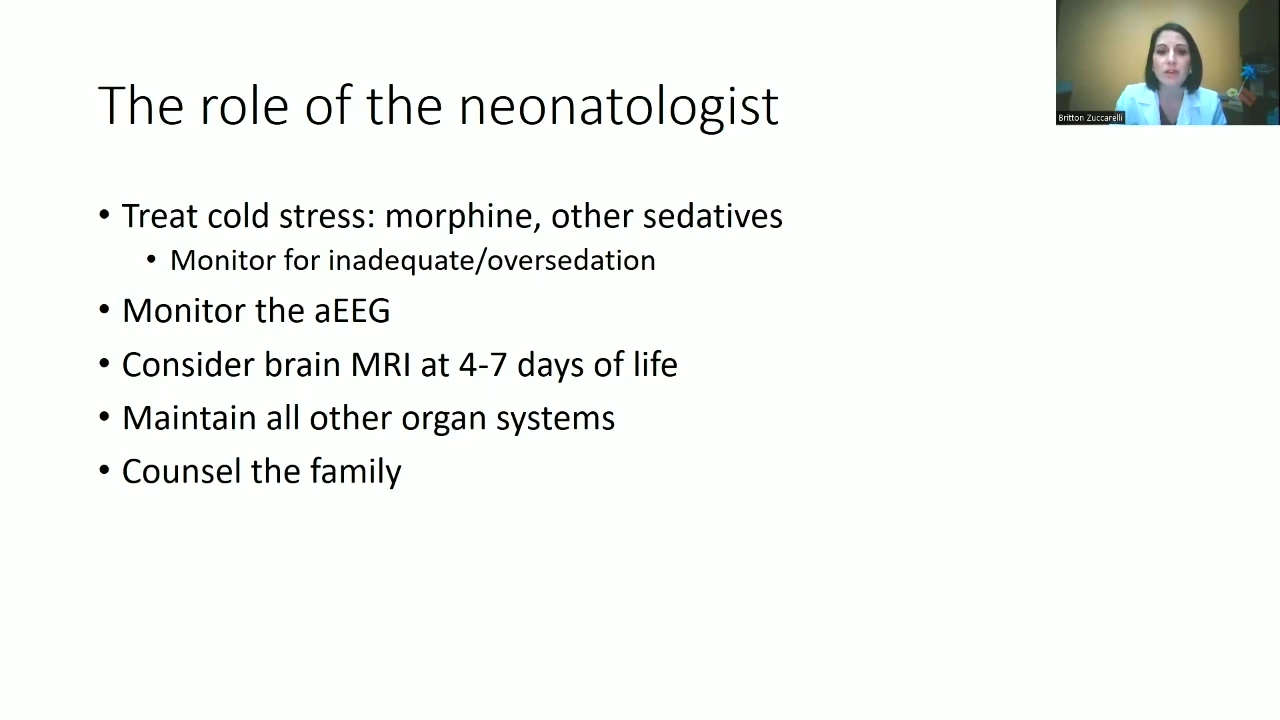 Britton Zuccarelli
The role of the neonatologist
• Treat cold stress: morphine, other sedatives
• Monitor for inadequate/oversedation
• Monitor the aEEG
• Consider brain MRI at 4-7 days of life
• Maintain all other organ systems
• Counsel the family